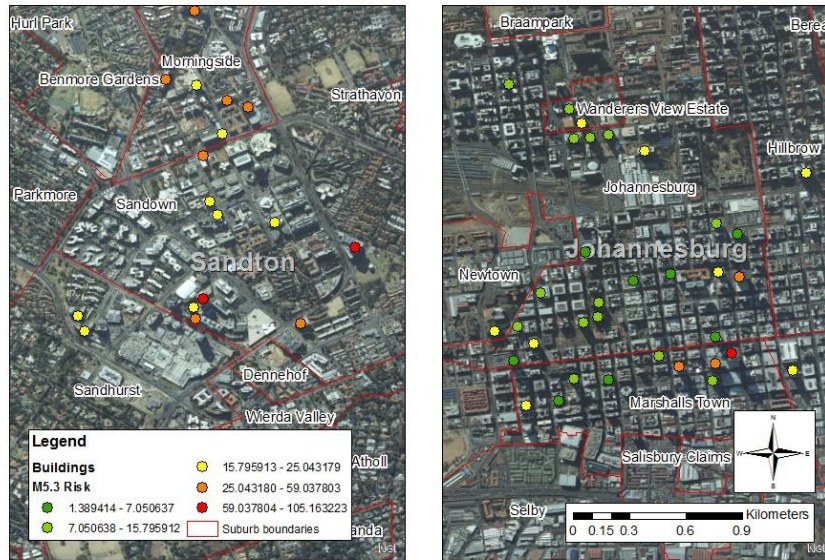 Hurl Park
Morningside
Benmore Gardens
Strathavon
Parkmore
Sandown
Sandton
Sandhurst
Dennehof
Wierda Valley
Atholl
anda
Legend
Buildings
M5.3 Risk
1.389414 - 7.050637
7.050638 - 15.795912
15.795913 - 25.043179
25.043180 - 59.037803
59.037804 - 105.163223
Suburb boundaries
Braampark
Berea
Wanderers View Estate
Hillbrow
Johannesburg
Johannesburg
Newtown
Marshalls Town
Salisbury Claims
Selby
N
W E
S
Kilometers
0 0.15 0.3 0.6 0.9